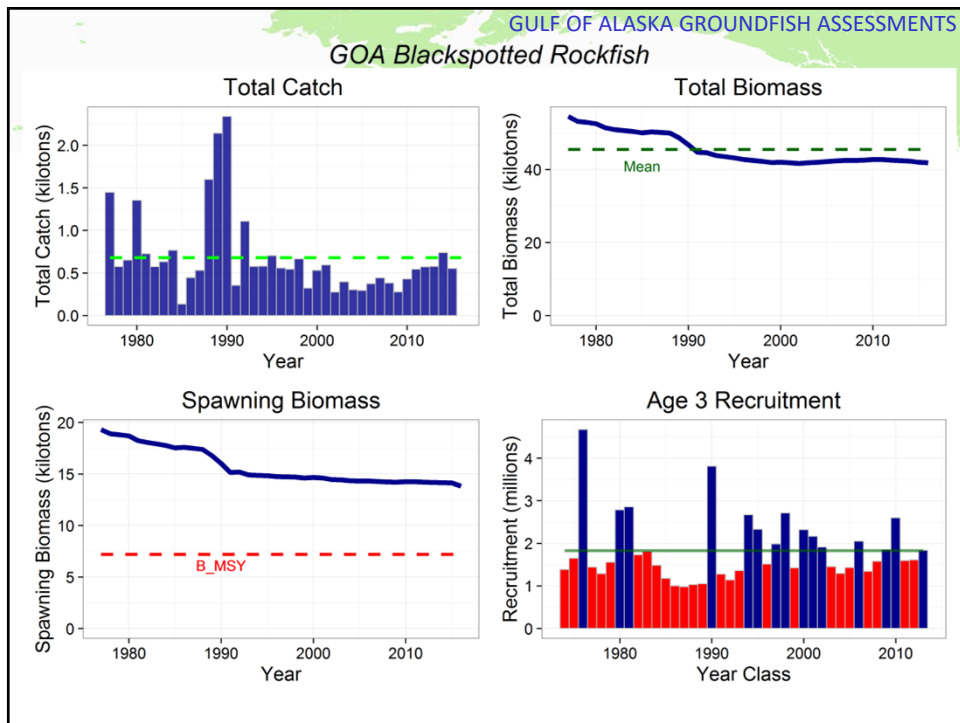 GULF OF ALASKA GROUNDFISH ASSESSMENTS
GOA Blackspotted Rockfish
Total Catch
Total Catch (kilotons)
2.0
1.5
1.0
0.5
0.0
1980 1990 2000 2010
Year
Total Biomass
Total Biomass (kilotons)
40
20
0
Mean
1980 1990 2000 2010
Year
Spawning Biomass
Spawning Biomass (kilotons)
20
15
10
5
0
B_MSY
1980 1990 2000 2010
Year
Age 3 Recruitment
Recruitment (millions)
4
3
2
1
0
1980 1990 2000 2010
Year Class